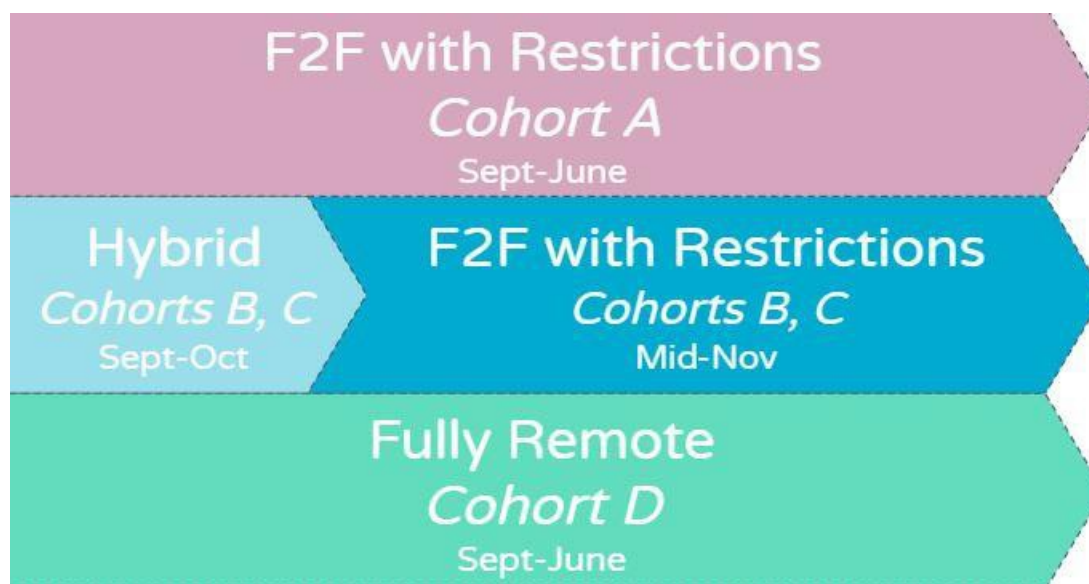 F2F with Restrictions
Cohort A
Sept-June
Hybrid
Cohorts B, C
Sept-Oct
F2F with Restrictions
Cohorts B, C
Mid-Nov
Fully Remote
Cohort D
Sept-June